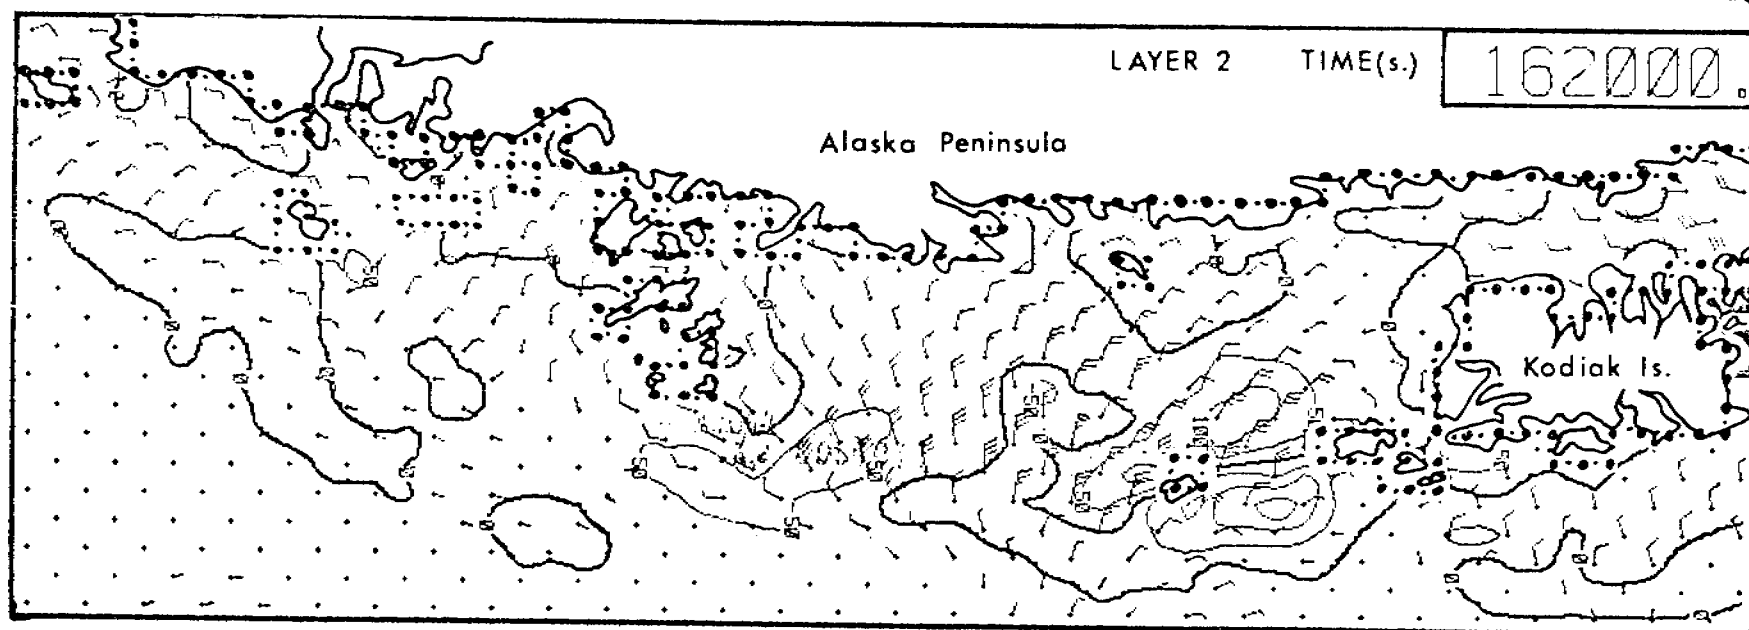 LAYER 2 TIME(s.) 162000.
Alaska Peninsula
Kodiak Is.